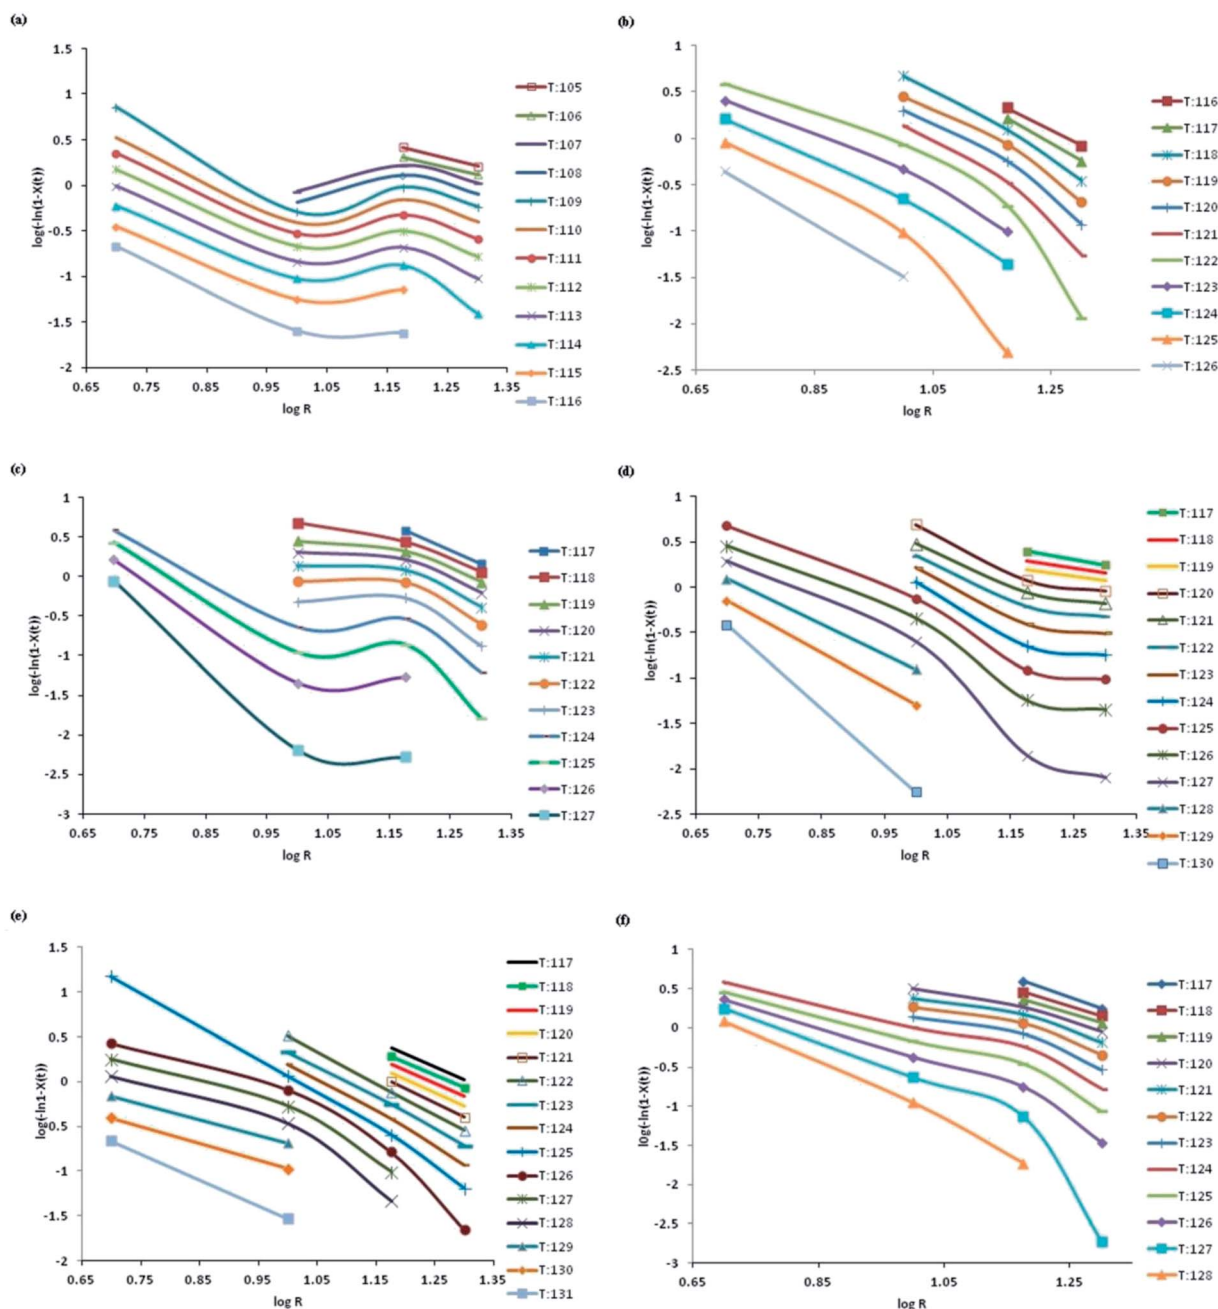 (a)
1.5
1
0.5
0
-0.5
-1
-1.5
-2
0.65 0.75 0.85 0.95 1.05 1.15 1.25 1.35
log R
log(-ln(1-X(t))
T:105
T:106
T:107
T:108
T:109
T:110
T:111
T:112
T:113
T:114
T:115
T:116
(b)
1
0.5
0
-0.5
-1
-1.5
-2
-2.5
0.65 0.85 1.05 1.25
log R
log(-ln(1-X(t))
T:116
T:117
T:118
T:119
T:120
T:121
T:122
T:123
T:124
T:125
T:126
(c)
1
0.5
0
-0.5
-1
-1.5
-2
-2.5
-3
0.65 0.75 0.85 0.95 1.05 1.15 1.25 1.35
log R
log(-ln(1-X(t))
T:117
T:118
T:119
T:120
T:121
T:122
T:123
T:124
T:125
T:126
T:127
(d)
1
0.5
0
-0.5
-1
-1.5
-2
-2.5
0.65 0.75 0.85 0.95 1.05 1.15 1.25 1.35
log R
log(-ln(1-X(t))
T:117
T:118
T:119
T:120
T:121
T:122
T:123
T:124
T:125
T:126
T:127
T:128
T:129
T:130
(e)
1.5
1
0.5
0
-0.5
-1
-1.5
-2
0.65 0.75 0.85 0.95 1.05 1.15 1.25 1.35
log R
log(-ln1-X(t))
T:117
T:118
T:119
T:120
T:121
T:122
T:123
T:124
T:125
T:126
T:127
T:128
T:129
T:130
T:131
(f)
1
0.5
0
-0.5
-1
-1.5
-2
-2.5
-3
0.65 0.85 1.05 1.25
log R
l0g(-ln(1-X(t))
T:117
T:118
T:119
T:120
T:121
T:122
T:123
T:124
T:125
T:126
T:127
T:128